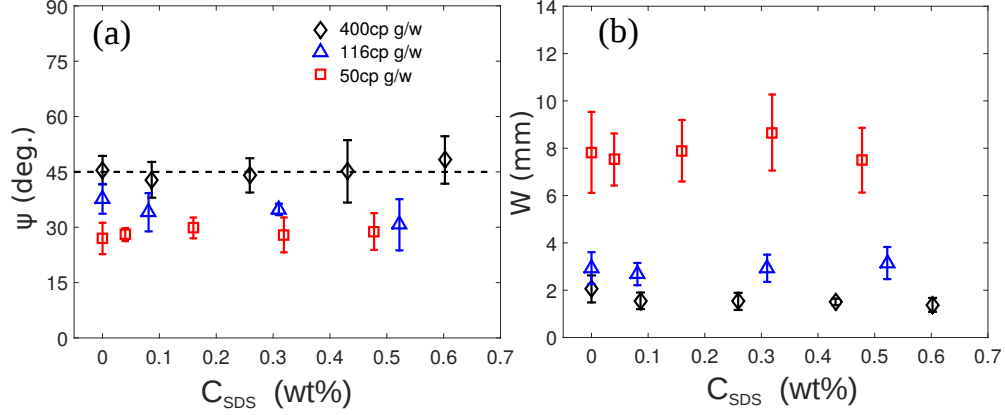 (a)
400cp g/w
116cp g/w
50cp g/w
90
75
60
45
30
15
0
ψ (deg.)
0 0.1 0.2 0.3 0.4 0.5 0.6 0.7
C_SDS (wt%)
(b)
14
12
10
8
6
4
2
0
W (mm)
0 0.1 0.2 0.3 0.4 0.5 0.6 0.7
C_SDS (wt%)